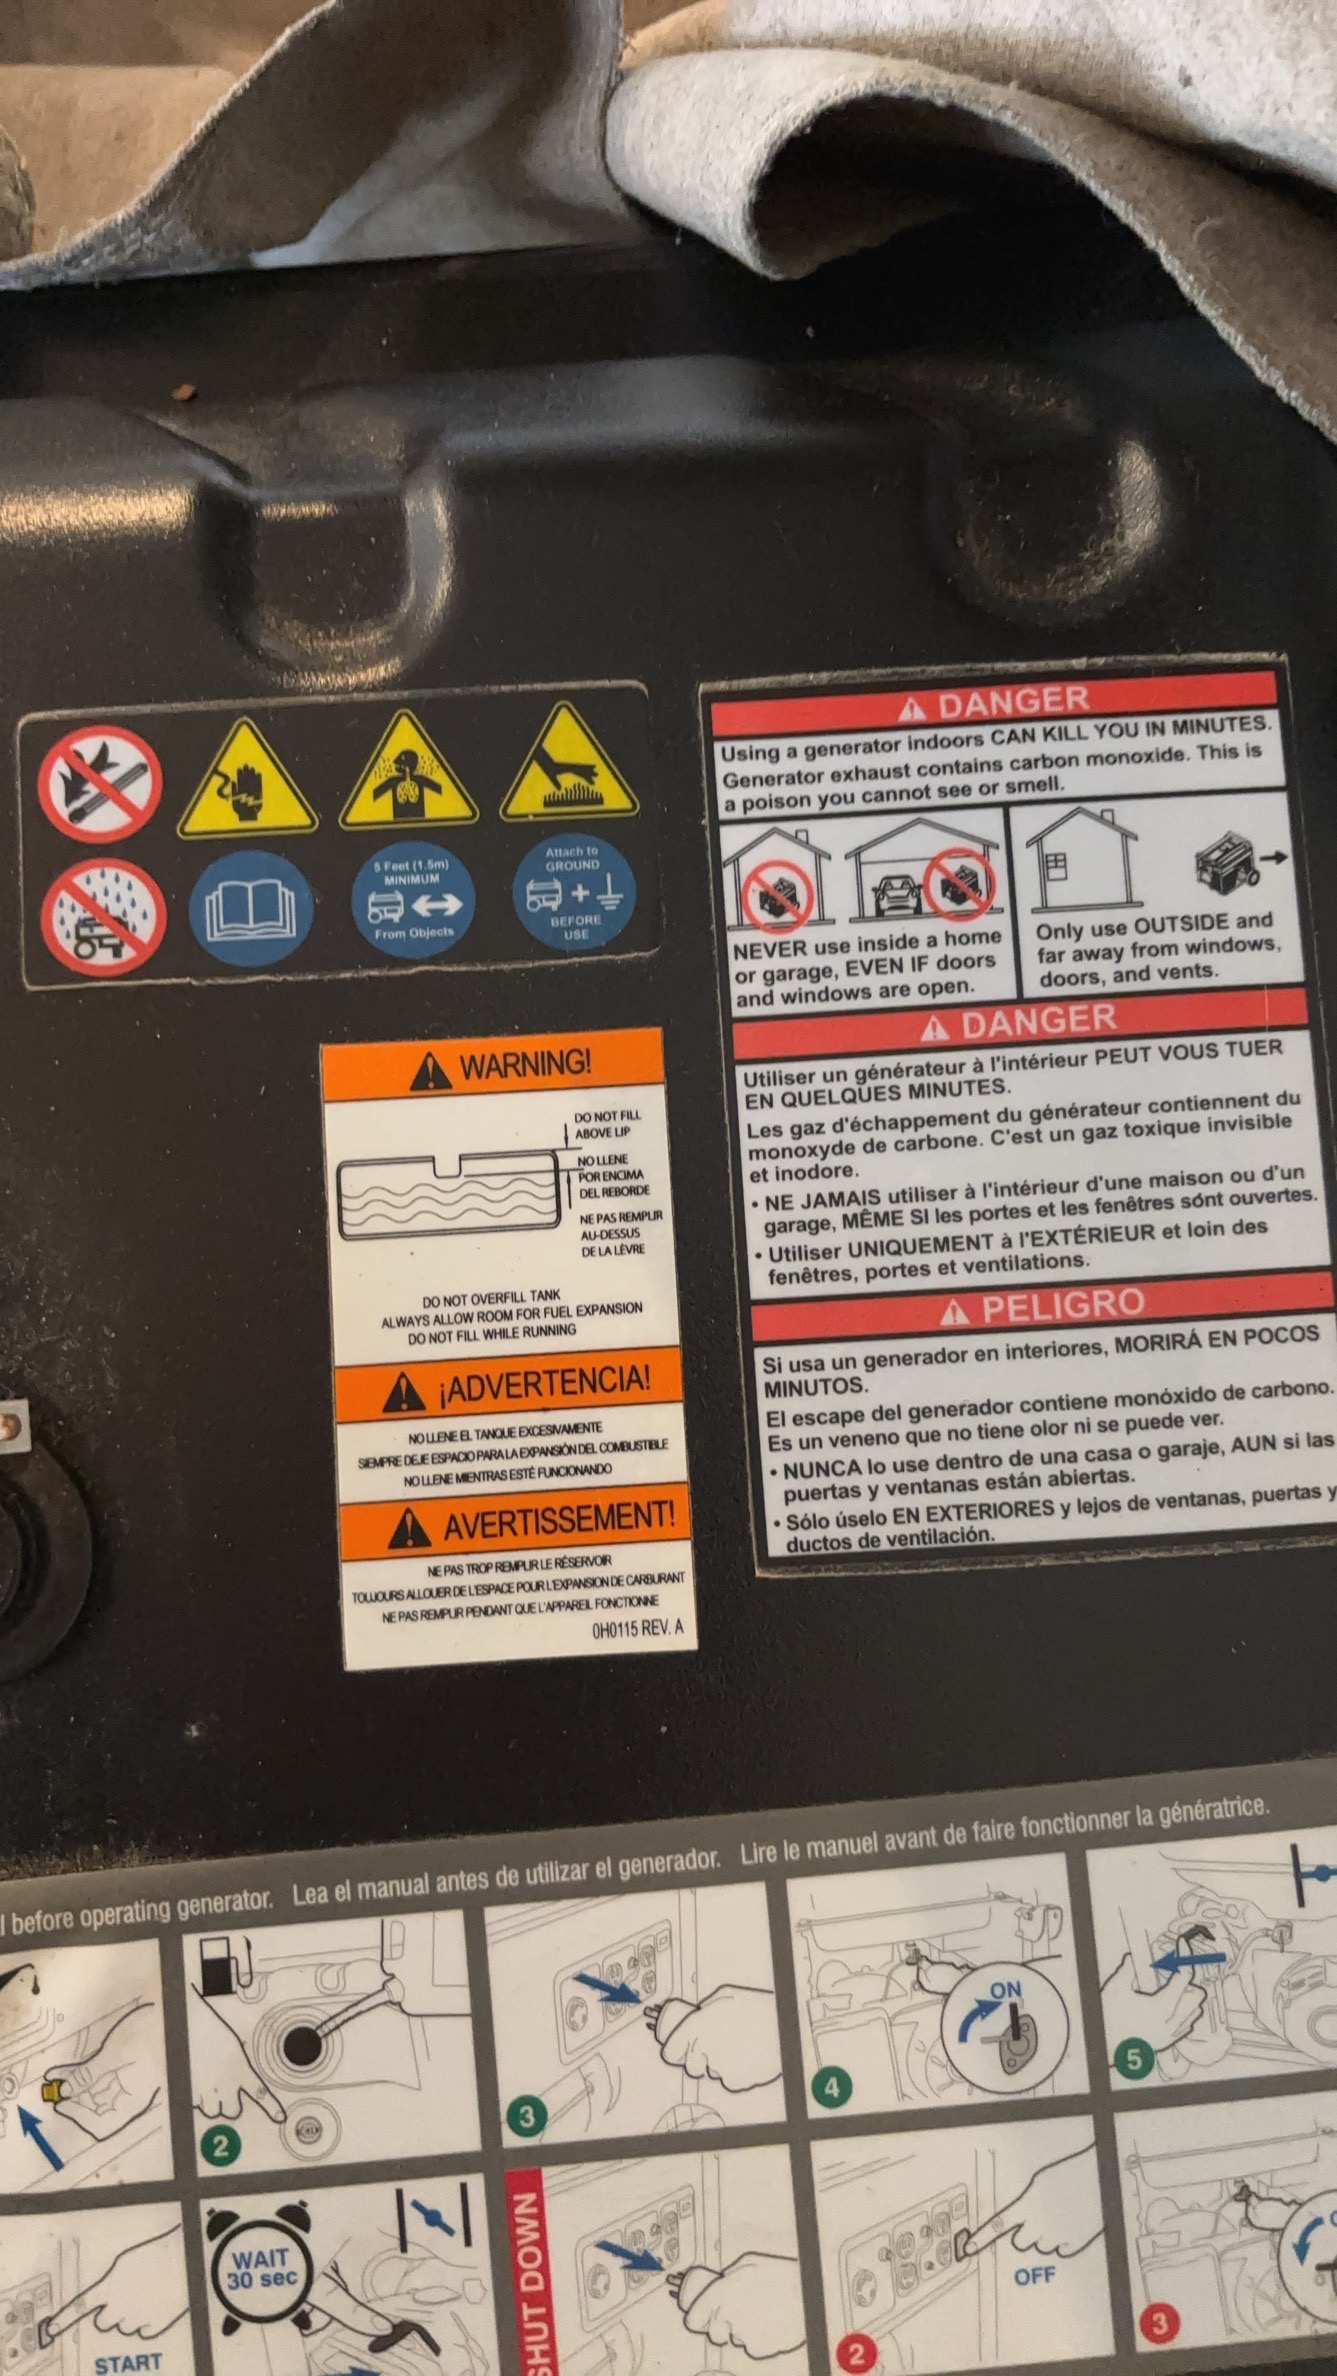 5 Feet (1.5m)
MINIMUM
From Objects
Attach to
GROUND
BEFORE
USE
DANGER
Using a generator indoors CAN KILL YOU IN MINUTES.
Generator exhaust contains carbon monoxide. This is
a poison you cannot see or smell.
NEVER use inside a home
or garage, EVEN IF doors
and windows are open.
Only use OUTSIDE and
far away from windows,
doors, and vents.
DANGER
Utiliser un générateur à l'intérieur PEUT VOUS TUER
EN QUELQUES MINUTES.
Les gaz d'échappement du générateur contiennent du
monoxyde de carbone. C'est un gaz toxique invisible
et inodore.
• NE JAMAIS utiliser à l'intérieur d'une maison ou d'un
garage, MÊME SI les portes et les fenêtres sónt ouvertes.
• Utiliser UNIQUEMENT à l'EXTÉRIEUR et loin des
fenêtres, portes et ventilations.
PELIGRO
Si usa un generador en interiores, MORIRÁ EN POCOS
MINUTOS.
El escape del generador contiene monóxido de carbono.
Es un veneno que no tiene olor ni se puede ver.
• NUNCA lo use dentro de una casa o garaje, AUN si las
puertas y ventanas están abiertas.
• Sólo úselo EN EXTERIORES y lejos de ventanas, puertas y
ductos de ventilación.
WARNING!
DO NOT FILL
ABOVE LIP
NO LLENE
POR ENCIMA
DEL REBORDE
NE PAS REMPLIR
AU-DESSUS
DE LA LÈVRE
DO NOT OVERFILL TANK
ALWAYS ALLOW ROOM FOR FUEL EXPANSION
DO NOT FILL WHILE RUNNING
¡ADVERTENCIA!
NO LLENE EL TANQUE EXCESIVAMENTE
SIEMPRE DEJE ESPACIO PARA LA EXPANSIÓN DEL COMBUSTIBLE
NO LLENE MIENTRAS ESTÉ FUNCIONANDO
AVERTISSEMENT!
NE PAS TROP REMPLIR LE RÉSERVOIR
TOUJOURS ALLOUER DE L'ESPACE POUR L'EXPANSION DE CARBURANT
NE PAS REMPLIR PENDANT QUE L'APPAREIL FONCTIONNE
0H0115 REV. A
l before operating generator. Lea el manual antes de utilizar el generador. Lire le manuel avant de faire fonctionner la génératrice.
2
3
4
ON
5
START
WAIT
30 sec
SHUT DOWN
2
OFF
3